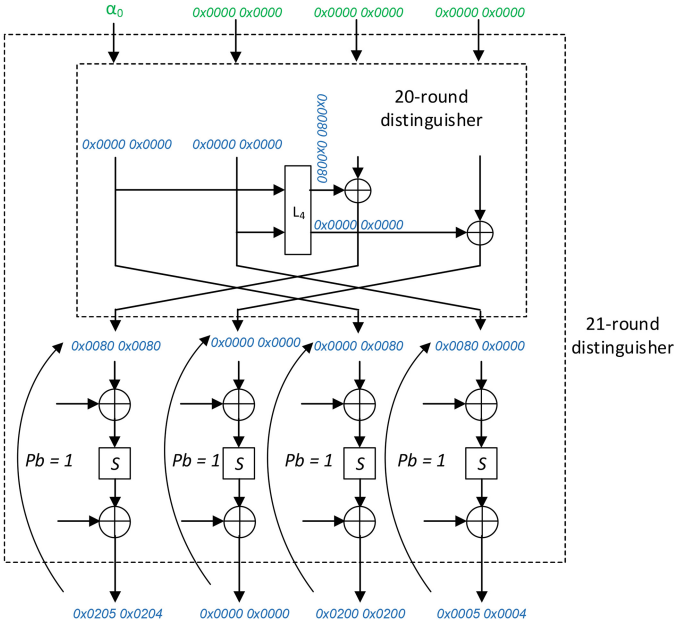 α0
0x0000 0x0000
0x0000 0x0000
0x0000 0x0000
20-round
distinguisher
0x0000 0x0000
0x0000 0x0000
0x0080 0x0080
L4
0x0000 0x0000
21-round
distinguisher
0x0080 0x0080
0x0000 0x0000
0x0000 0x0080
0x0080 0x0000
Pb = 1
S
Pb = 1
S
Pb = 1
S
Pb = 1
S
0x0205 0x0204
0x0000 0x0000
0x0200 0x0200
0x0005 0x0004